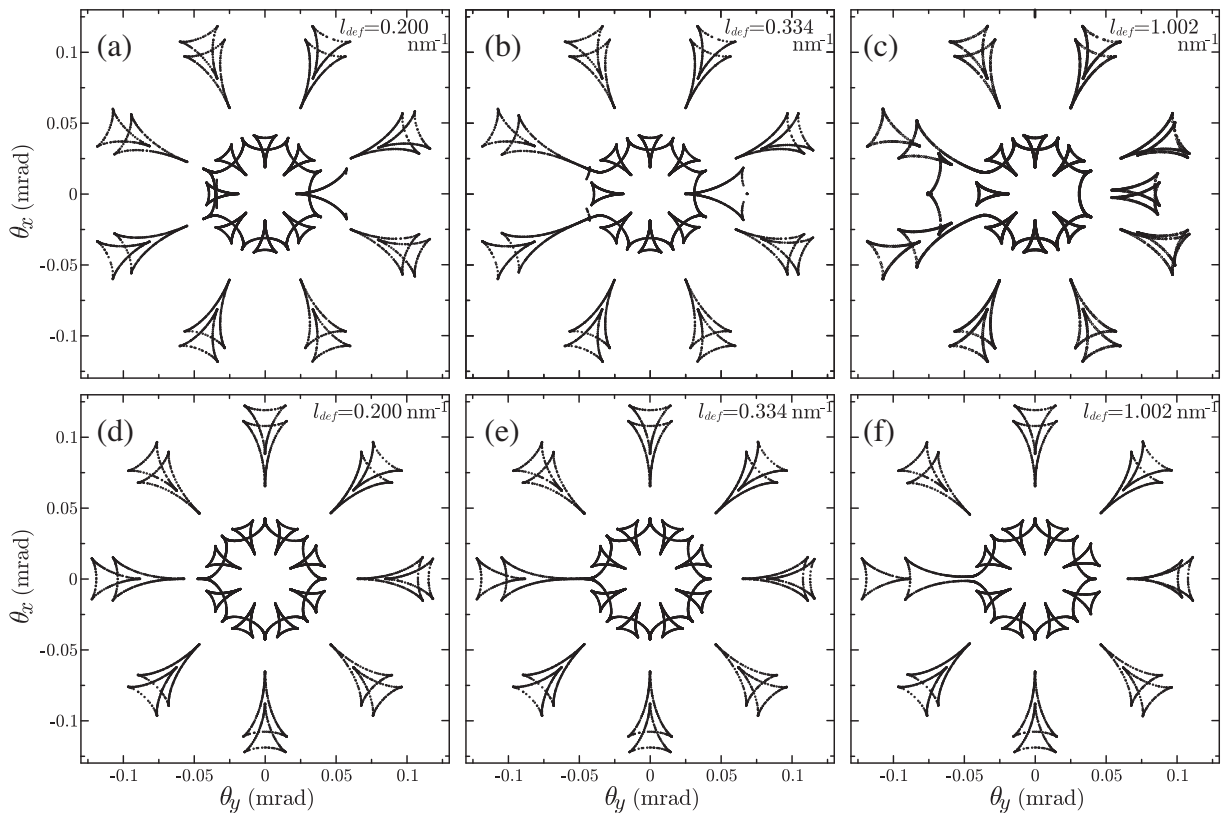 (a) l_def=0.200 nm⁻¹
(b) l_def=0.334 nm⁻¹
(c) l_def=1.002 nm⁻¹
0.1
0.05
0
-0.05
-0.1
θₓ (mrad)
(d) l_def=0.200 nm⁻¹
(e) l_def=0.334 nm⁻¹
(f) l_def=1.002 nm⁻¹
0.1
0.05
0
-0.05
-0.1
θₓ (mrad)
-0.1 -0.05 0 0.05 0.1
-0.1 -0.05 0 0.05 0.1
-0.1 -0.05 0 0.05 0.1
θ_y (mrad)
θ_y (mrad)
θ_y (mrad)